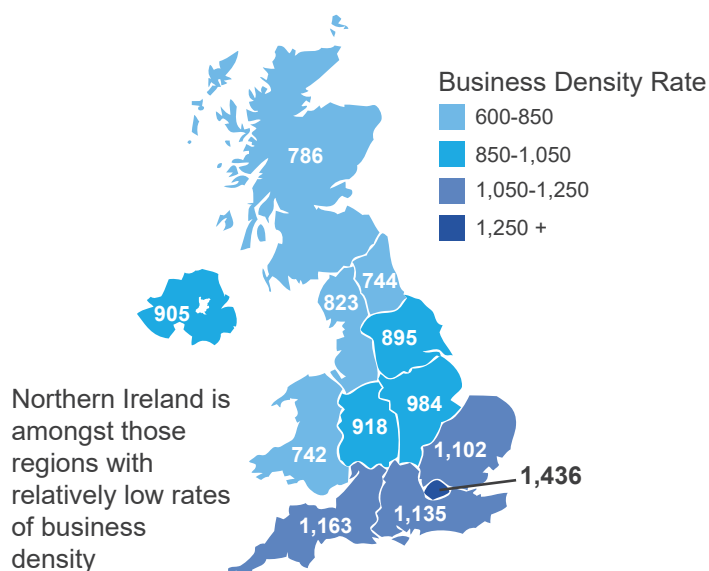 Business Density Rate
600-850
850-1,050
1,050-1,250
1,250 +
786
744
823
905
895
984
918
742
1,102
1,436
1,163
1,135
Northern Ireland is
amongst those
regions with
relatively low rates
of business
density